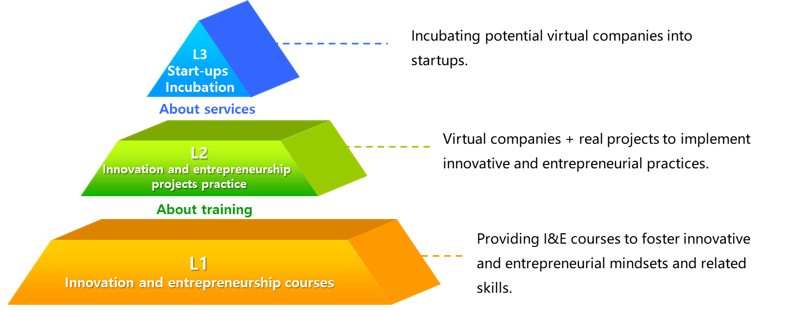 L3
Start-ups
Incubation
Incubating potential virtual companies into
startups.
About services
L2
Innovation and entrepreneurship
projects practice
Virtual companies + real projects to implement
innovative and entrepreneurial practices.
About training
L1
Innovation and entrepreneurship courses
Providing I&E courses to foster innovative
and entrepreneurial mindsets and related
skills.